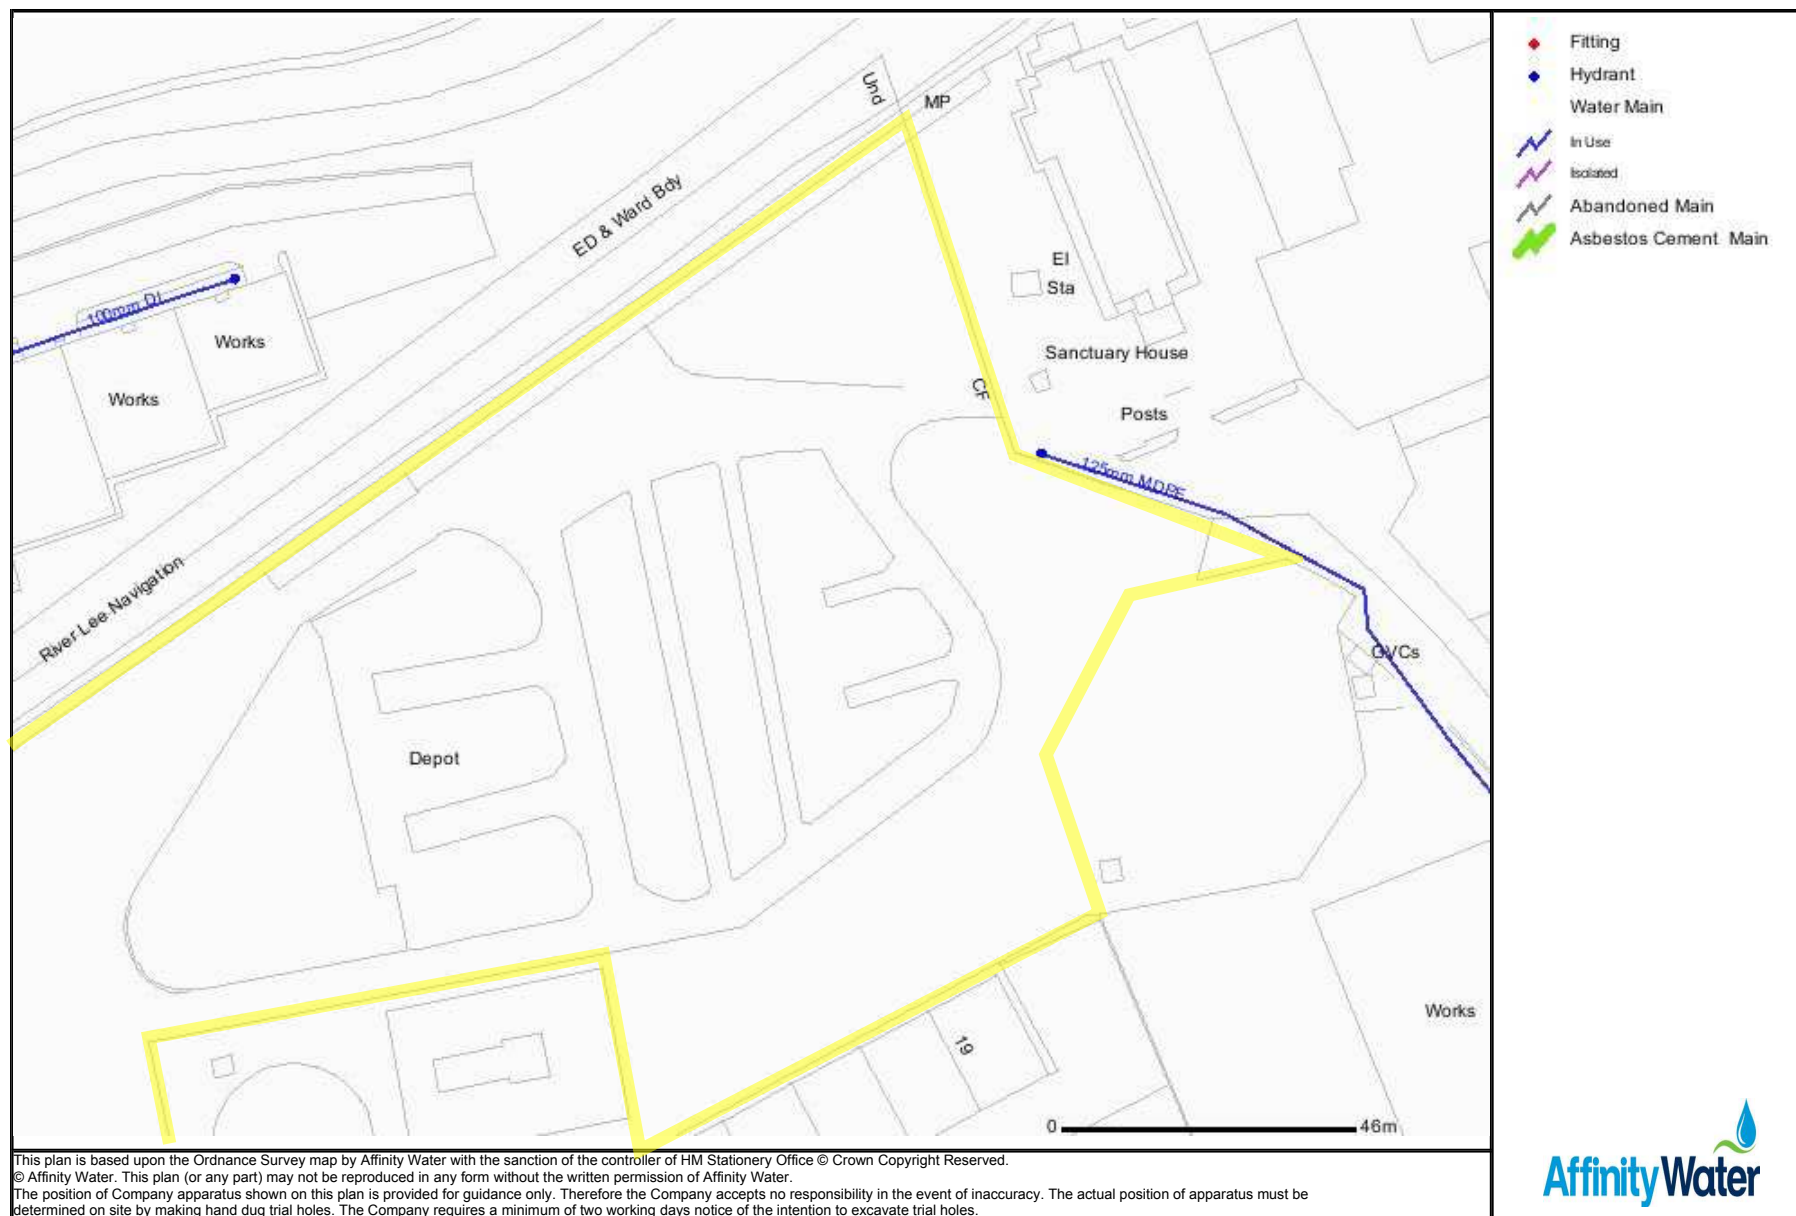 Und
MP
ED & Ward Bdy
El
Sta
100mm DI
Works
Works
Sanctuary House
CF
Posts
125mm MDPE
River Lee Navigation
GVCs
Depot
Works
19
0 46m
Fitting
Hydrant
Water Main
In Use
Isolated
Abandoned Main
Asbestos Cement Main
This plan is based upon the Ordnance Survey map by Affinity Water with the sanction of the controller of HM Stationery Office © Crown Copyright Reserved.
© Affinity Water. This plan (or any part) may not be reproduced in any form without the written permission of Affinity Water.
The position of Company apparatus shown on this plan is provided for guidance only. Therefore the Company accepts no responsibility in the event of inaccuracy. The actual position of apparatus must be
determined on site by making hand dug trial holes. The Company requires a minimum of two working days notice of the intention to excavate trial holes.
AffinityWater